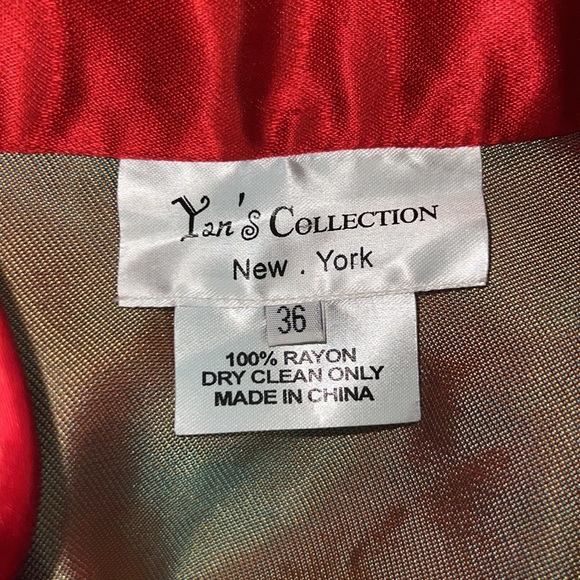 Yan's COLLECTION
New . York
36
100% RAYON
DRY CLEAN ONLY
MADE IN CHINA